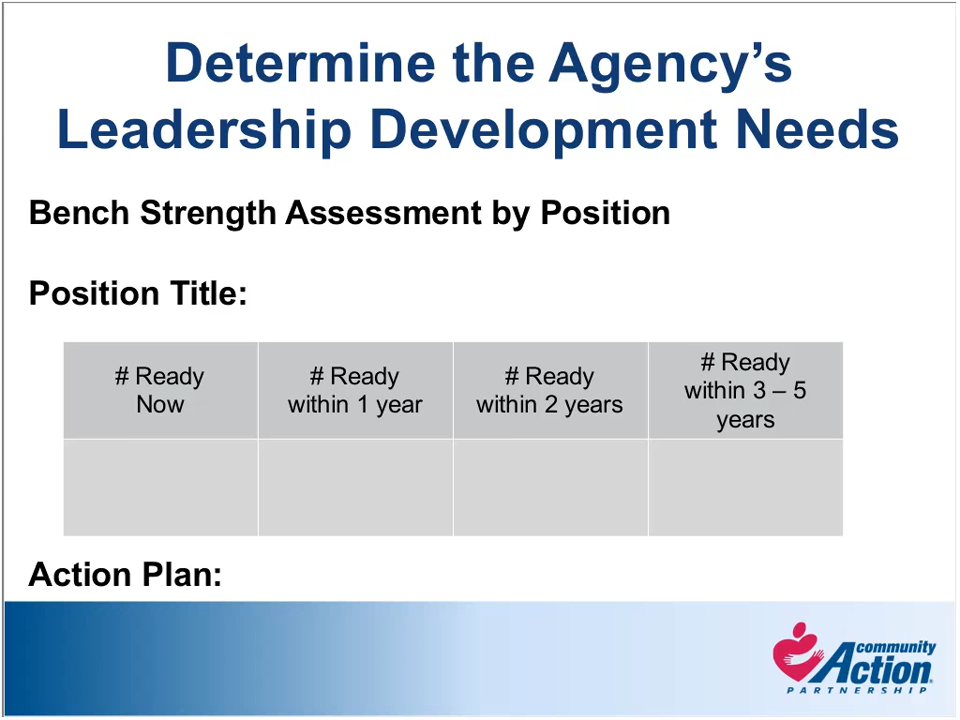 Determine the Agency’s
Leadership Development Needs
Bench Strength Assessment by Position
Position Title:
# Ready
Now
# Ready
within 1 year
# Ready
within 2 years
# Ready
within 3 – 5
years
Action Plan:
community
Action®
PARTNERSHIP